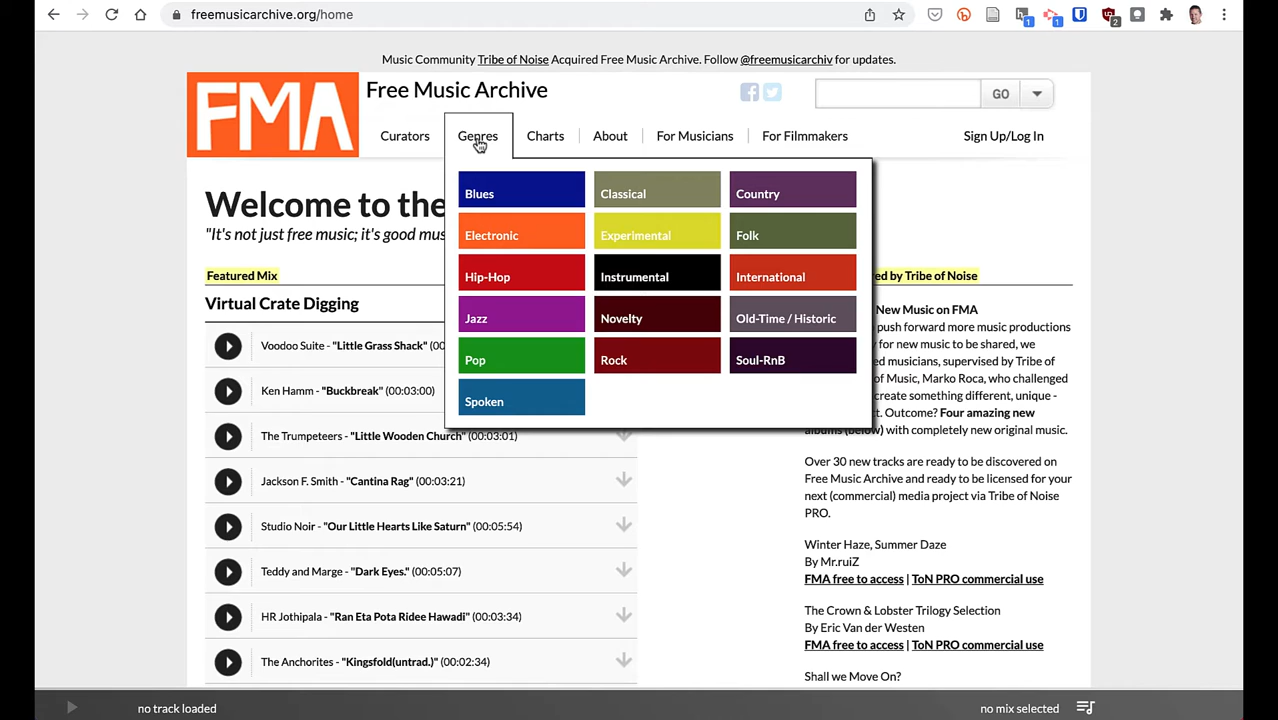 freemusicarchive.org/home
1
1
2
Music Community Tribe of Noise Acquired Free Music Archive. Follow @freemusicarchiv for updates.
FMA
Free Music Archive
GO
Curators
Genres
Charts
About
For Musicians
For Filmmakers
Sign Up/Log In
Blues
Classical
Country
Electronic
Experimental
Folk
Hip-Hop
Instrumental
International
Jazz
Novelty
Old-Time / Historic
Pop
Rock
Soul-RnB
Spoken
Welcome to the
"It's not just free music; it's good mus
Featured Mix
Virtual Crate Digging
Voodoo Suite - "Little Grass Shack" (00
Ken Hamm - "Buckbreak" (00:03:00)
The Trumpeteers - "Little Wooden Church" (00:03:01)
Jackson F. Smith - "Cantina Rag" (00:03:21)
Studio Noir - "Our Little Hearts Like Saturn" (00:05:54)
Teddy and Marge - "Dark Eyes." (00:05:07)
HR Jothipala - "Ran Eta Pota Ridee Hawadi" (00:03:34)
The Anchorites - "Kingsfold(untrad.)" (00:02:34)
ed by Tribe of Noise
New Music on FMA
push forward more music productions
for new music to be shared, we
ed musicians, supervised by Tribe of
of Music, Marko Roca, who challenged
create something different, unique -
ct. Outcome? Four amazing new
albums (below) with completely new original music.
Over 30 new tracks are ready to be discovered on
Free Music Archive and ready to be licensed for your
next (commercial) media project via Tribe of Noise
PRO.
Winter Haze, Summer Daze
By Mr.ruiZ
FMA free to access | ToN PRO commercial use
The Crown & Lobster Trilogy Selection
By Eric Van der Westen
FMA free to access | ToN PRO commercial use
Shall we Move On?
no track loaded
no mix selected